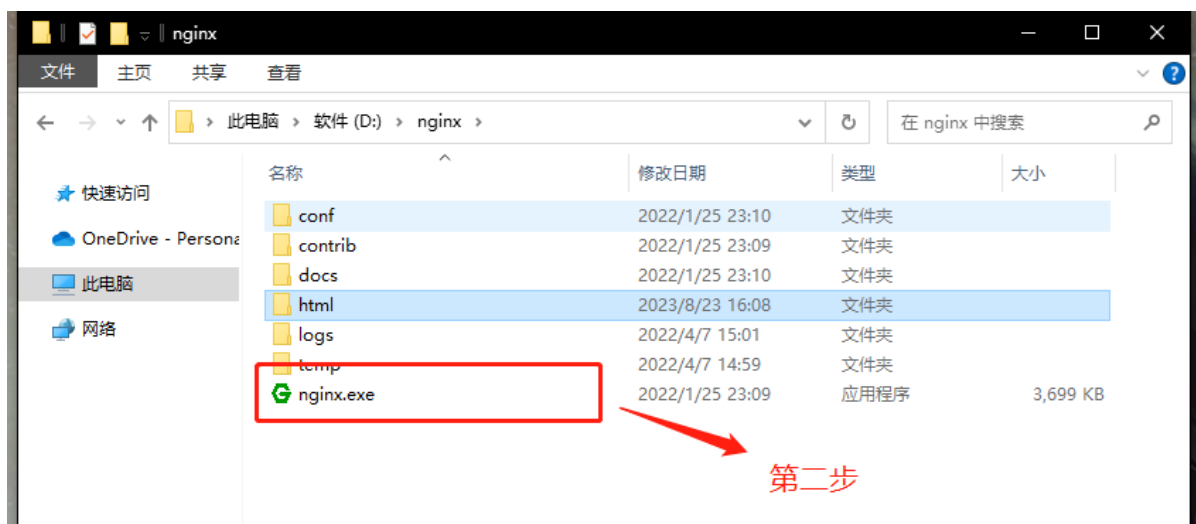 nginx
文件 主页 共享 查看
此电脑 > 软件 (D:) > nginx > 在 nginx 中搜索
名称 修改日期 类型 大小
快速访问
OneDrive - Persona
此电脑
网络
conf 2022/1/25 23:10 文件夹
contrib 2022/1/25 23:09 文件夹
docs 2022/1/25 23:10 文件夹
html 2023/8/23 16:08 文件夹
logs 2022/4/7 15:01 文件夹
temp 2022/4/7 14:59 文件夹
nginx.exe 2022/1/25 23:09 应用程序 3,699 KB
第二步